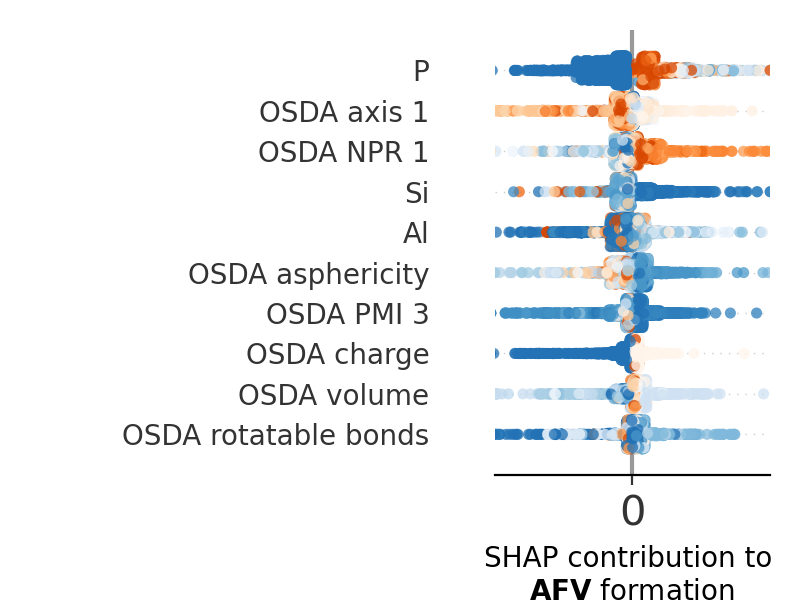 P
OSDA axis 1
OSDA NPR 1
Si
Al
OSDA asphericity
OSDA PMI 3
OSDA charge
OSDA volume
OSDA rotatable bonds
0
SHAP contribution to
AFV formation